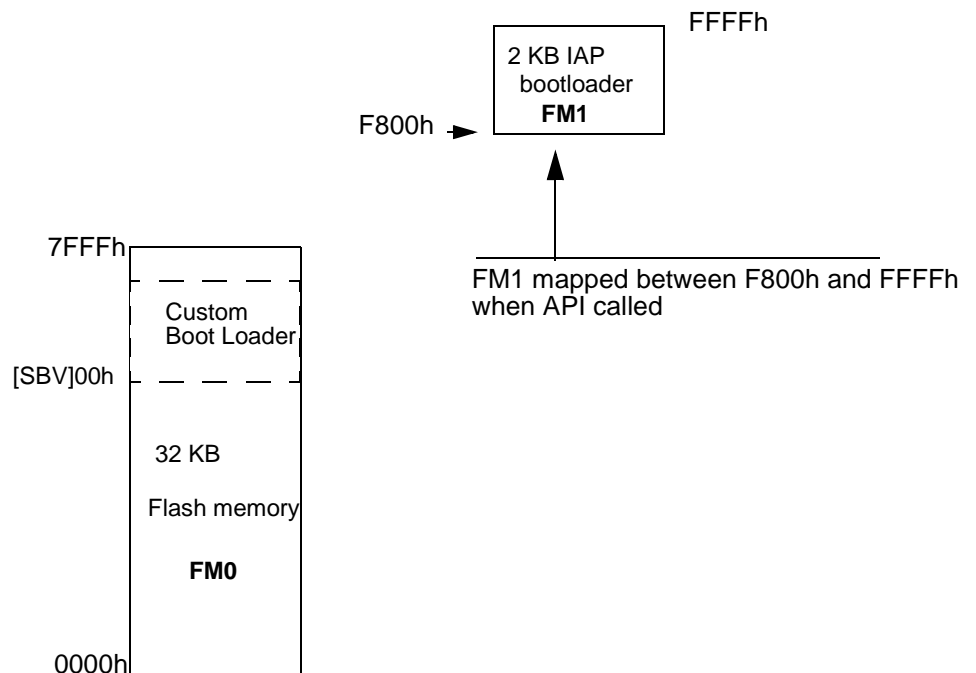 FFFFh
2 KB IAP
bootloader
FM1
F800h
7FFFh
FM1 mapped between F800h and FFFFh
when API called
Custom
Boot Loader
[SBV]00h
32 KB
Flash memory
FM0
0000h